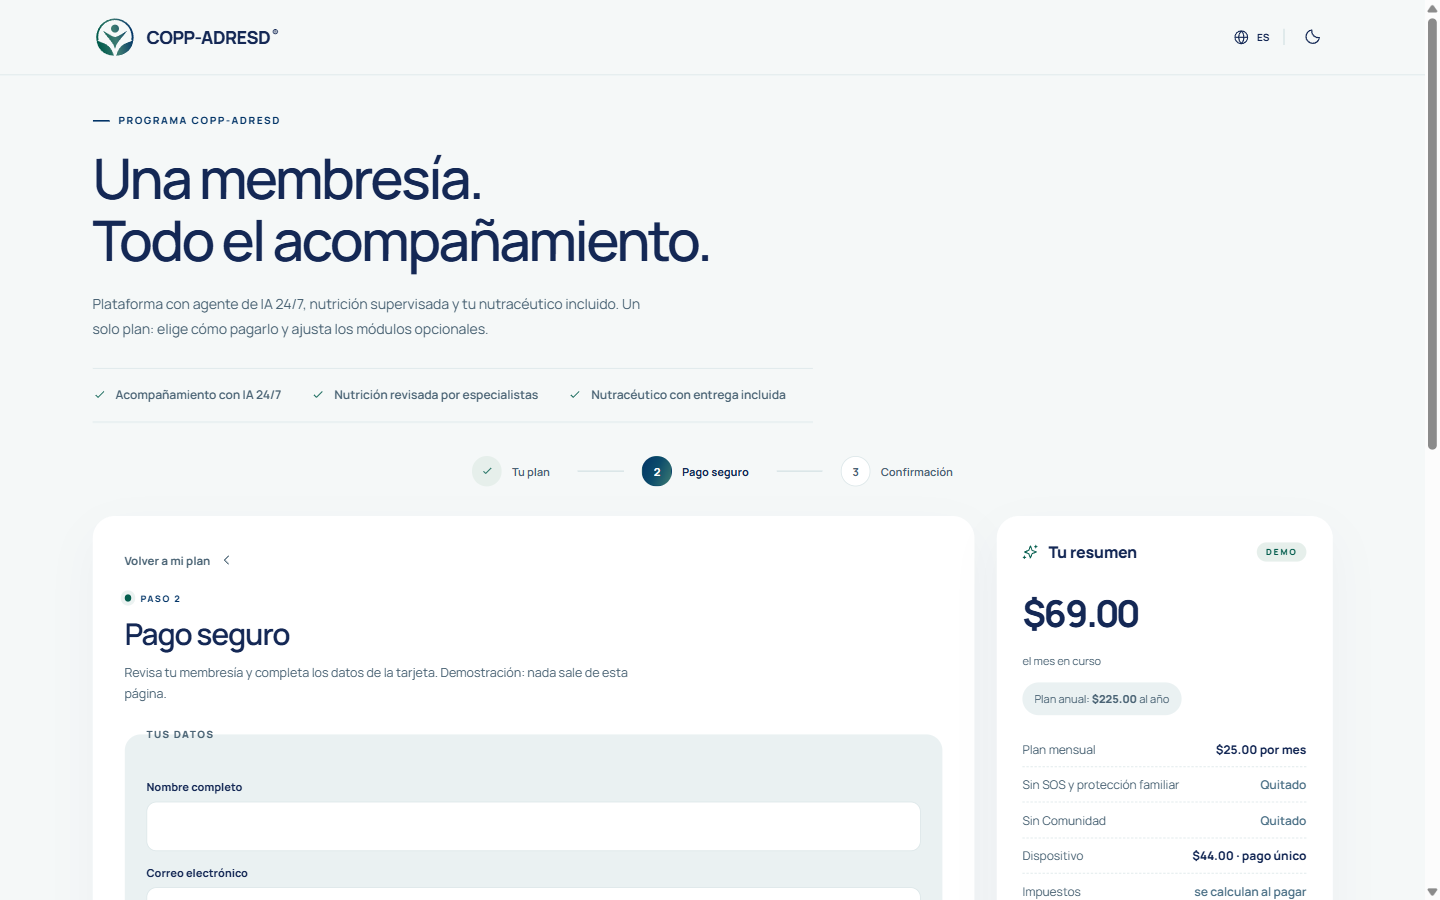 COPP-ADRESD®
ES
PROGRAMA COPP-ADRESD
Una membresía.
Todo el acompañamiento.
Plataforma con agente de IA 24/7, nutrición supervisada y tu nutracéutico incluido. Un
solo plan: elige cómo pagarlo y ajusta los módulos opcionales.
Acompañamiento con IA 24/7
Nutrición revisada por especialistas
Nutracéutico con entrega incluida
Tu plan
2 Pago seguro
3 Confirmación
Volver a mi plan
PASO 2
Pago seguro
Revisa tu membresía y completa los datos de la tarjeta. Demostración: nada sale de esta
página.
TUS DATOS
Nombre completo
Correo electrónico
Tu resumen
DEMO
$69.00
el mes en curso
Plan anual: $225.00 al año
Plan mensual $25.00 por mes
Sin SOS y protección familiar Quitado
Sin Comunidad Quitado
Dispositivo $44.00 · pago único
Impuestos se calculan al pagar